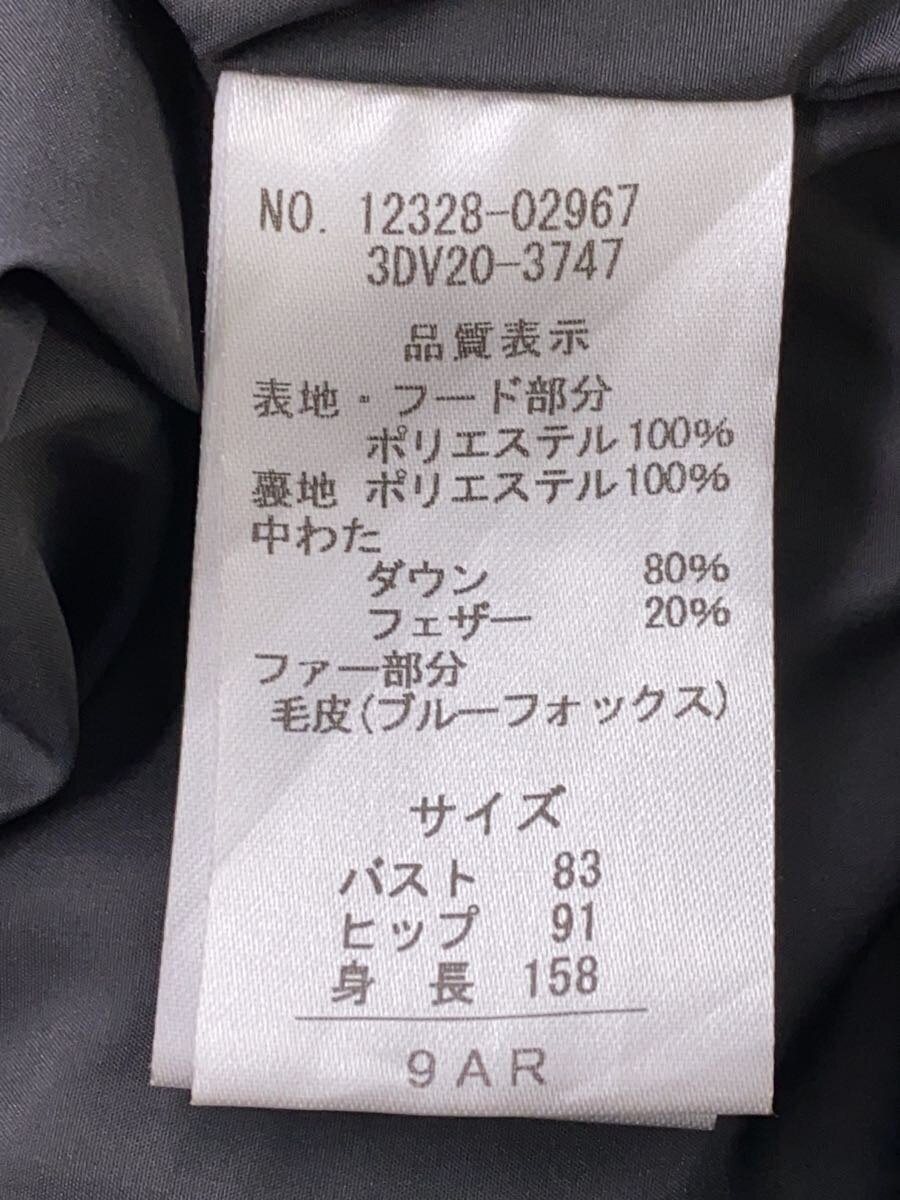 NO. 12328-02967
3DV20-3747
品質表示
表地・フード部分
ポリエステル100%
裏地 ポリエステル100%
中わた
ダウン 80%
フェザー 20%
ファー部分
毛皮(ブルーフォックス)
サイズ
バスト 83
ヒップ 91
身 長 158
9AR